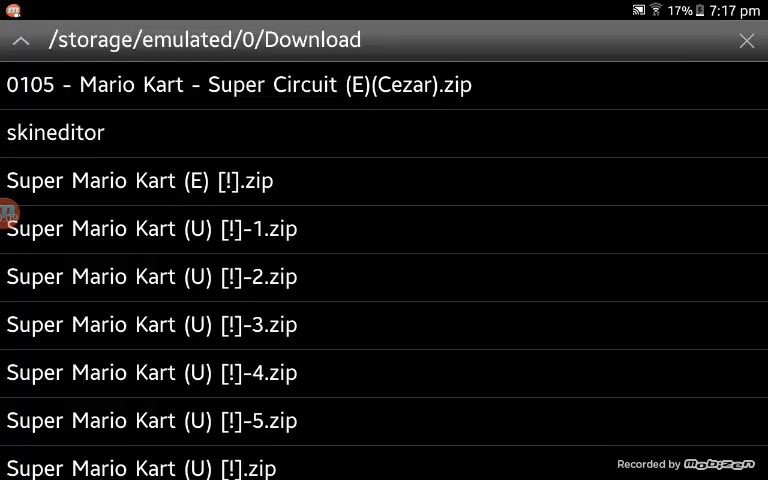 17% 7:17 pm
/storage/emulated/0/Download
0105 - Mario Kart - Super Circuit (E)(Cezar).zip
skineditor
Super Mario Kart (E) [!].zip
Super Mario Kart (U) [!]-1.zip
Super Mario Kart (U) [!]-2.zip
Super Mario Kart (U) [!]-3.zip
Super Mario Kart (U) [!]-4.zip
Super Mario Kart (U) [!]-5.zip
Super Mario Kart (U) [!].zip
Recorded by mobizen